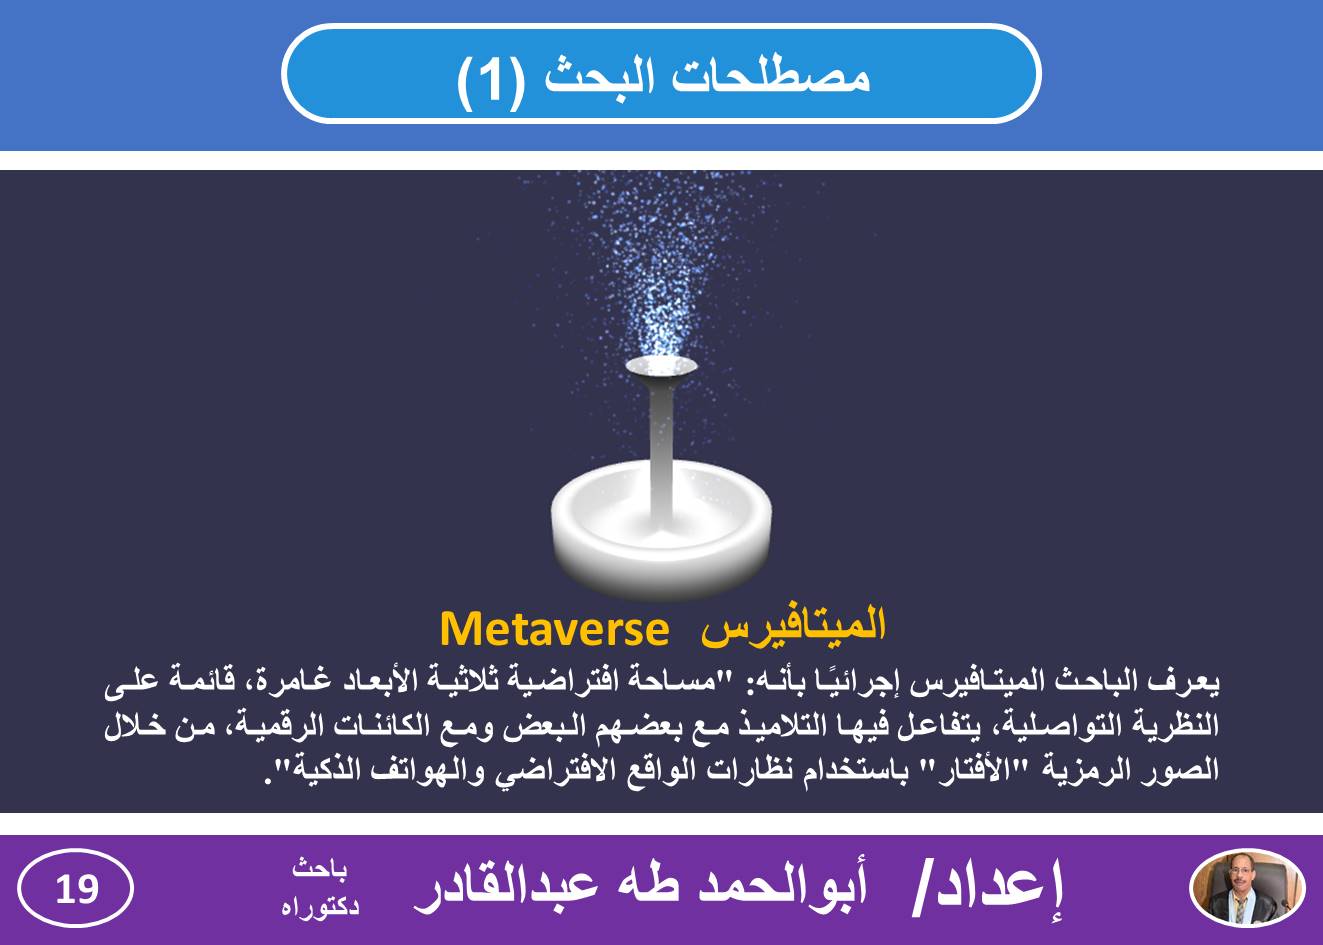 مصطلحات البحث (1)
الميتافيرس Metaverse
يعرف الباحث الميتافيرس إجرائيًا بأنه: "مساحة افتراضية ثلاثية الأبعاد غامرة، قائمة على
النظرية التواصلية، يتفاعل فيها التلاميذ مع بعضهم البعض ومع الكائنات الرقمية، من خلال
الصور الرمزية "الأفتار" باستخدام نظارات الواقع الافتراضي والهواتف الذكية".
إعداد/ أبوالحمد طه عبدالقادر
باحث
دكتوراه
19